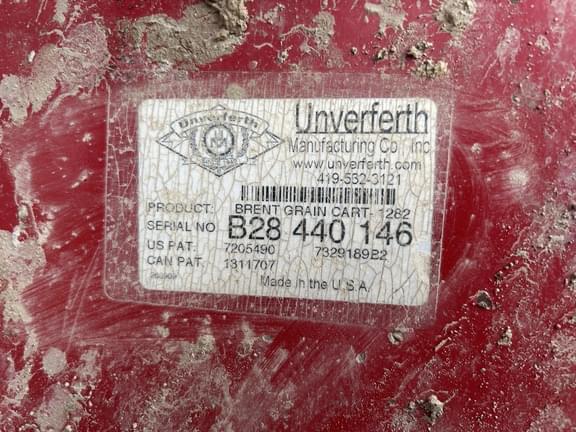 Unverferth
Unverferth
Manufacturing Co., Inc.
www.unverferth.com
419-532-3121
PRODUCT: BRENT GRAIN CART- 1282
SERIAL NO B28 440 146
US PAT. 7205490 7329189B2
CAN PAT. 1311707
Made in the U.S.A.